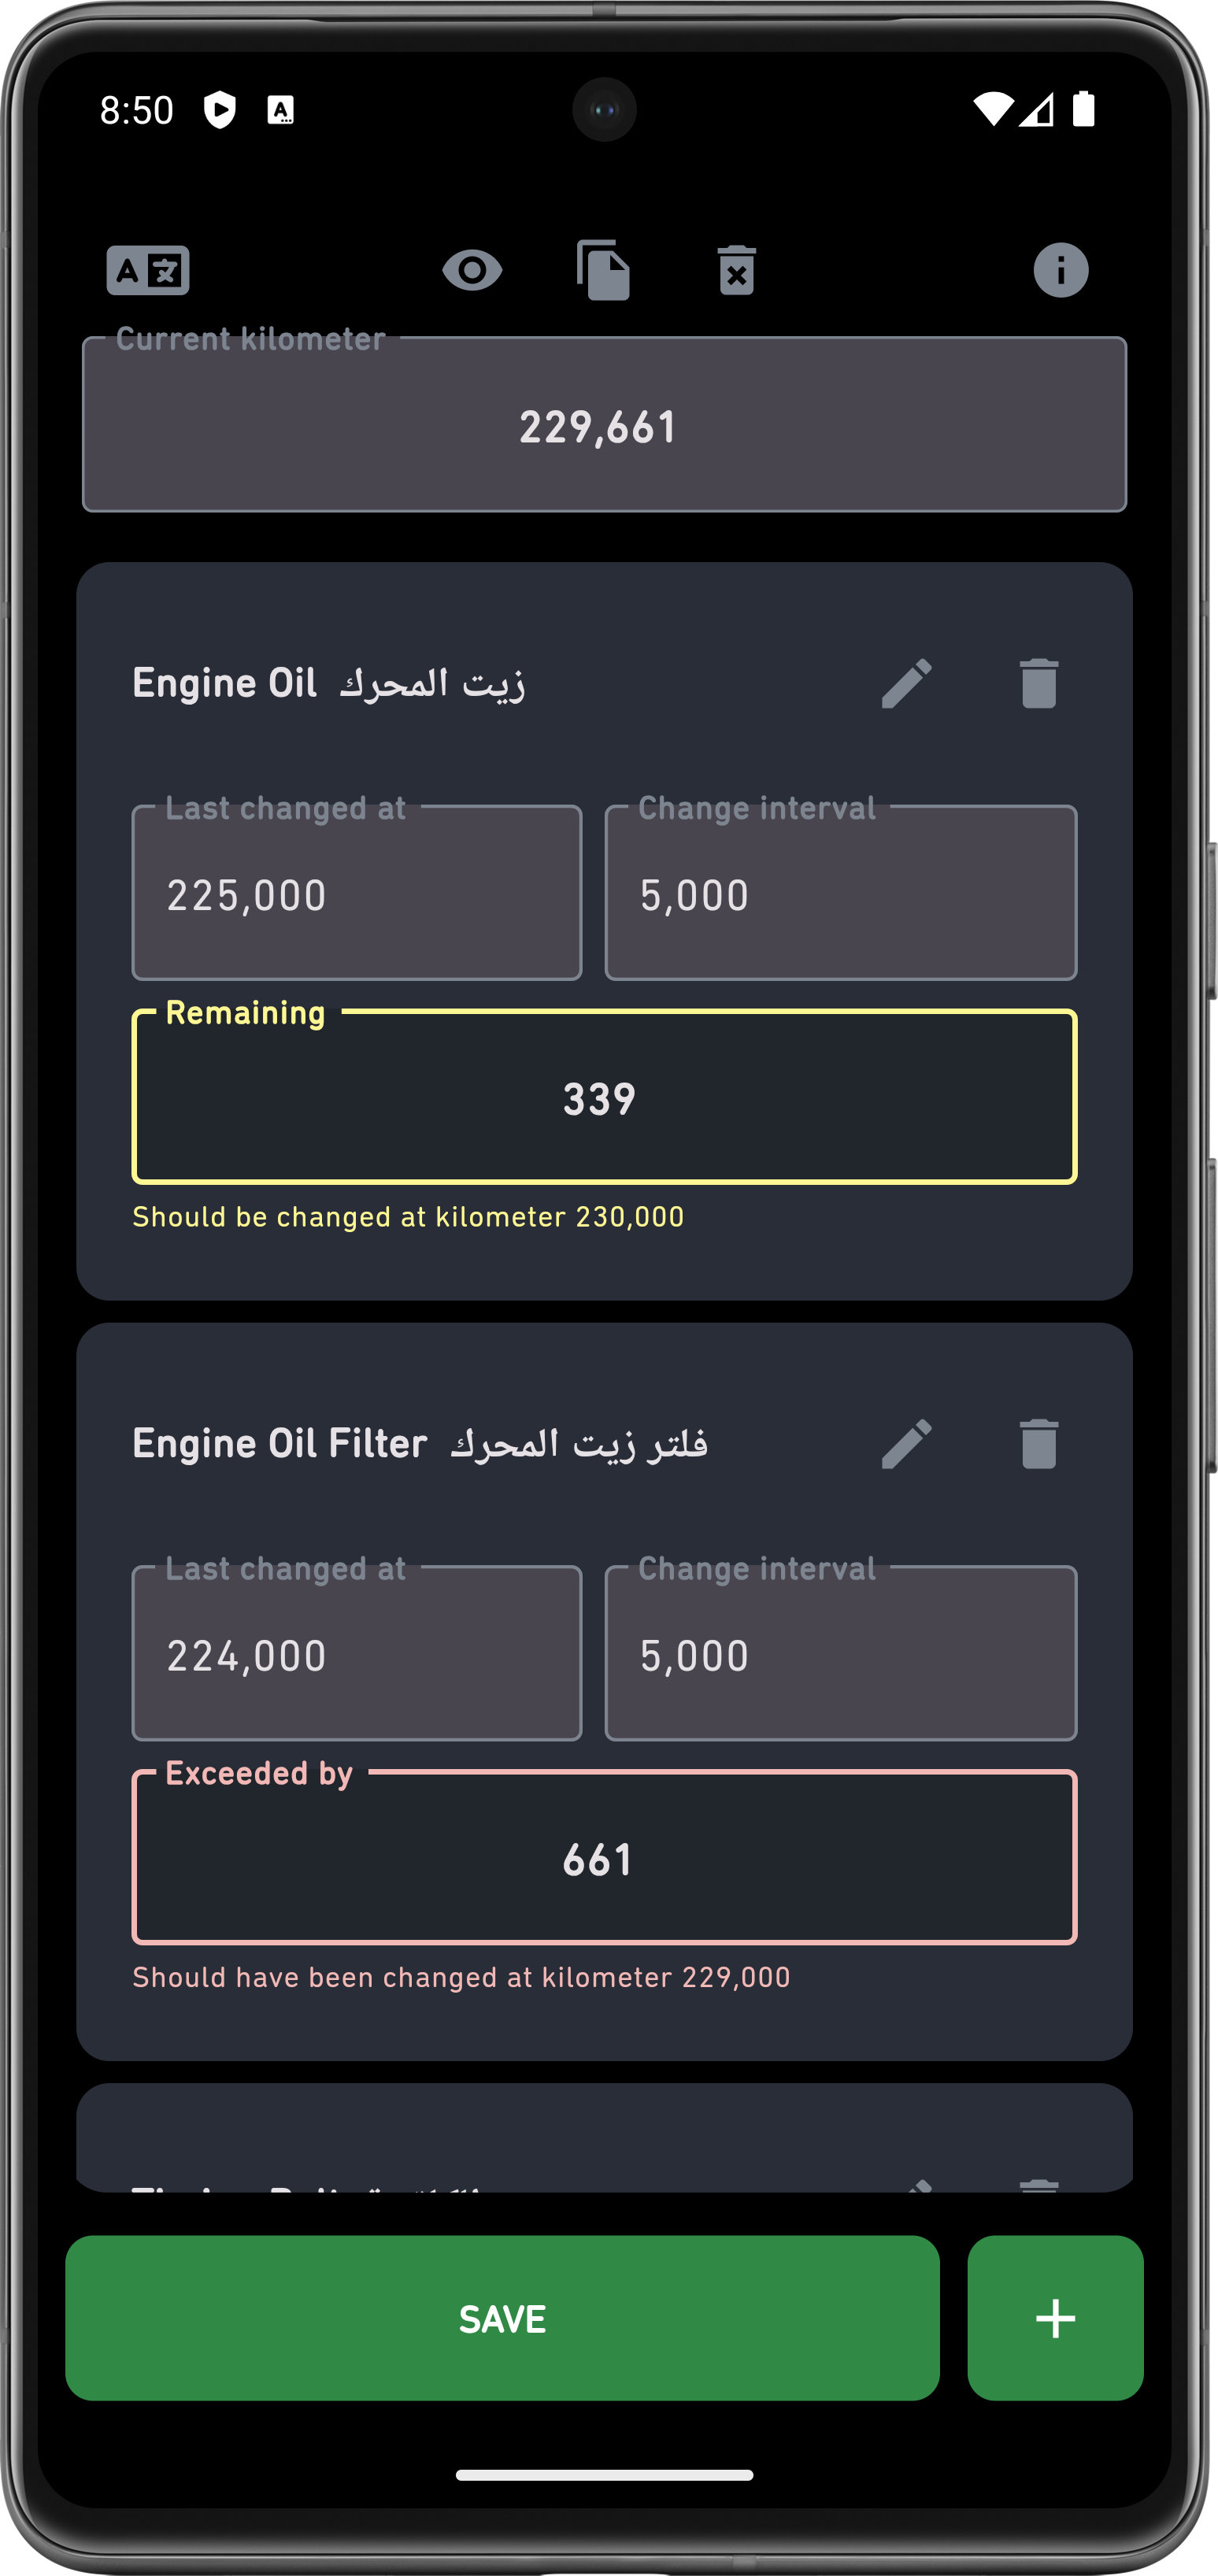 8:50
Current kilometer
229,661
Engine Oil زيت المحرك
Last changed at Change interval
225,000 5,000
Remaining
339
Should be changed at kilometer 230,000
Engine Oil Filter فلتر زيت المحرك
Last changed at Change interval
224,000 5,000
Exceeded by
661
Should have been changed at kilometer 229,000
SAVE
+